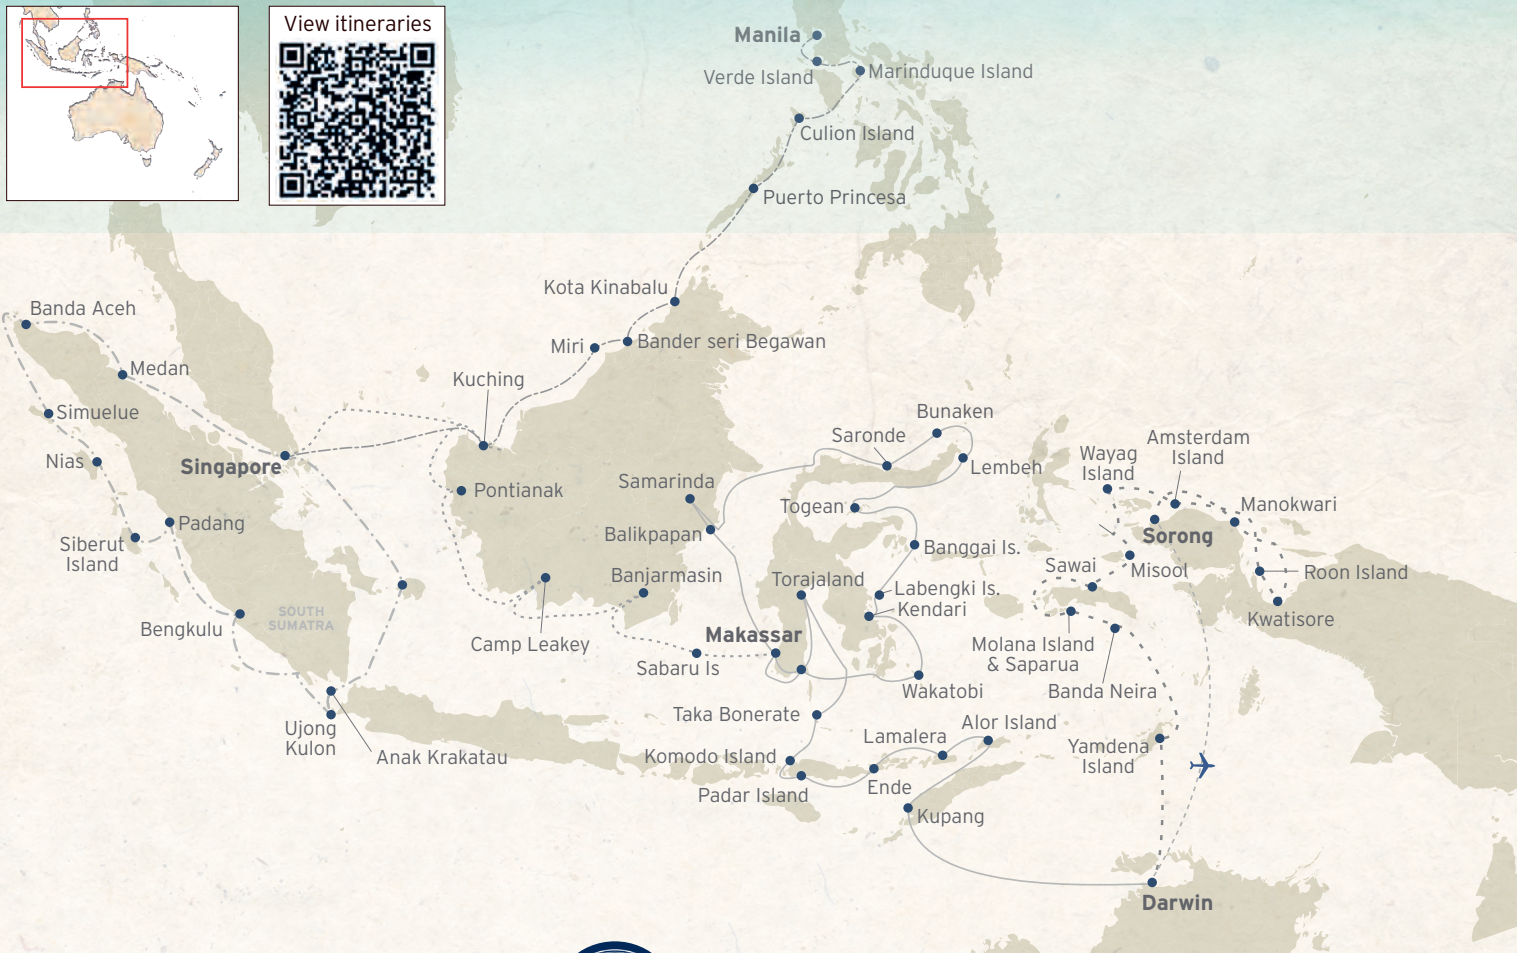 View itineraries
Manila
Verde Island
Marinduque Island
Culion Island
Puerto Princesa
Kota Kinabalu
Banda Aceh
Miri
Bander seri Begawan
Medan
Kuching
Simuelue
Bunaken
Saronde
Amsterdam
Island
Wayag
Island
Nias
Singapore
Lembeh
Samarinda
Pontianak
Togean
Manokwari
Padang
Balikpapan
Sorong
Siberut
Island
Banggai Is.
Sawai
Misool
Roon Island
Banjarmasin
Torajaland
Labengki Is.
Kendari
SOUTH
SUMATRA
Bengkulu
Kwatisore
Camp Leakey
Makassar
Molana Island
& Saparua
Sabaru Is
Wakatobi
Banda Neira
Taka Bonerate
Alor Island
Ujong
Kulon
Lamalera
Yamdena
Island
Anak Krakatau
Komodo Island
Ende
Padar Island
Kupang
Darwin